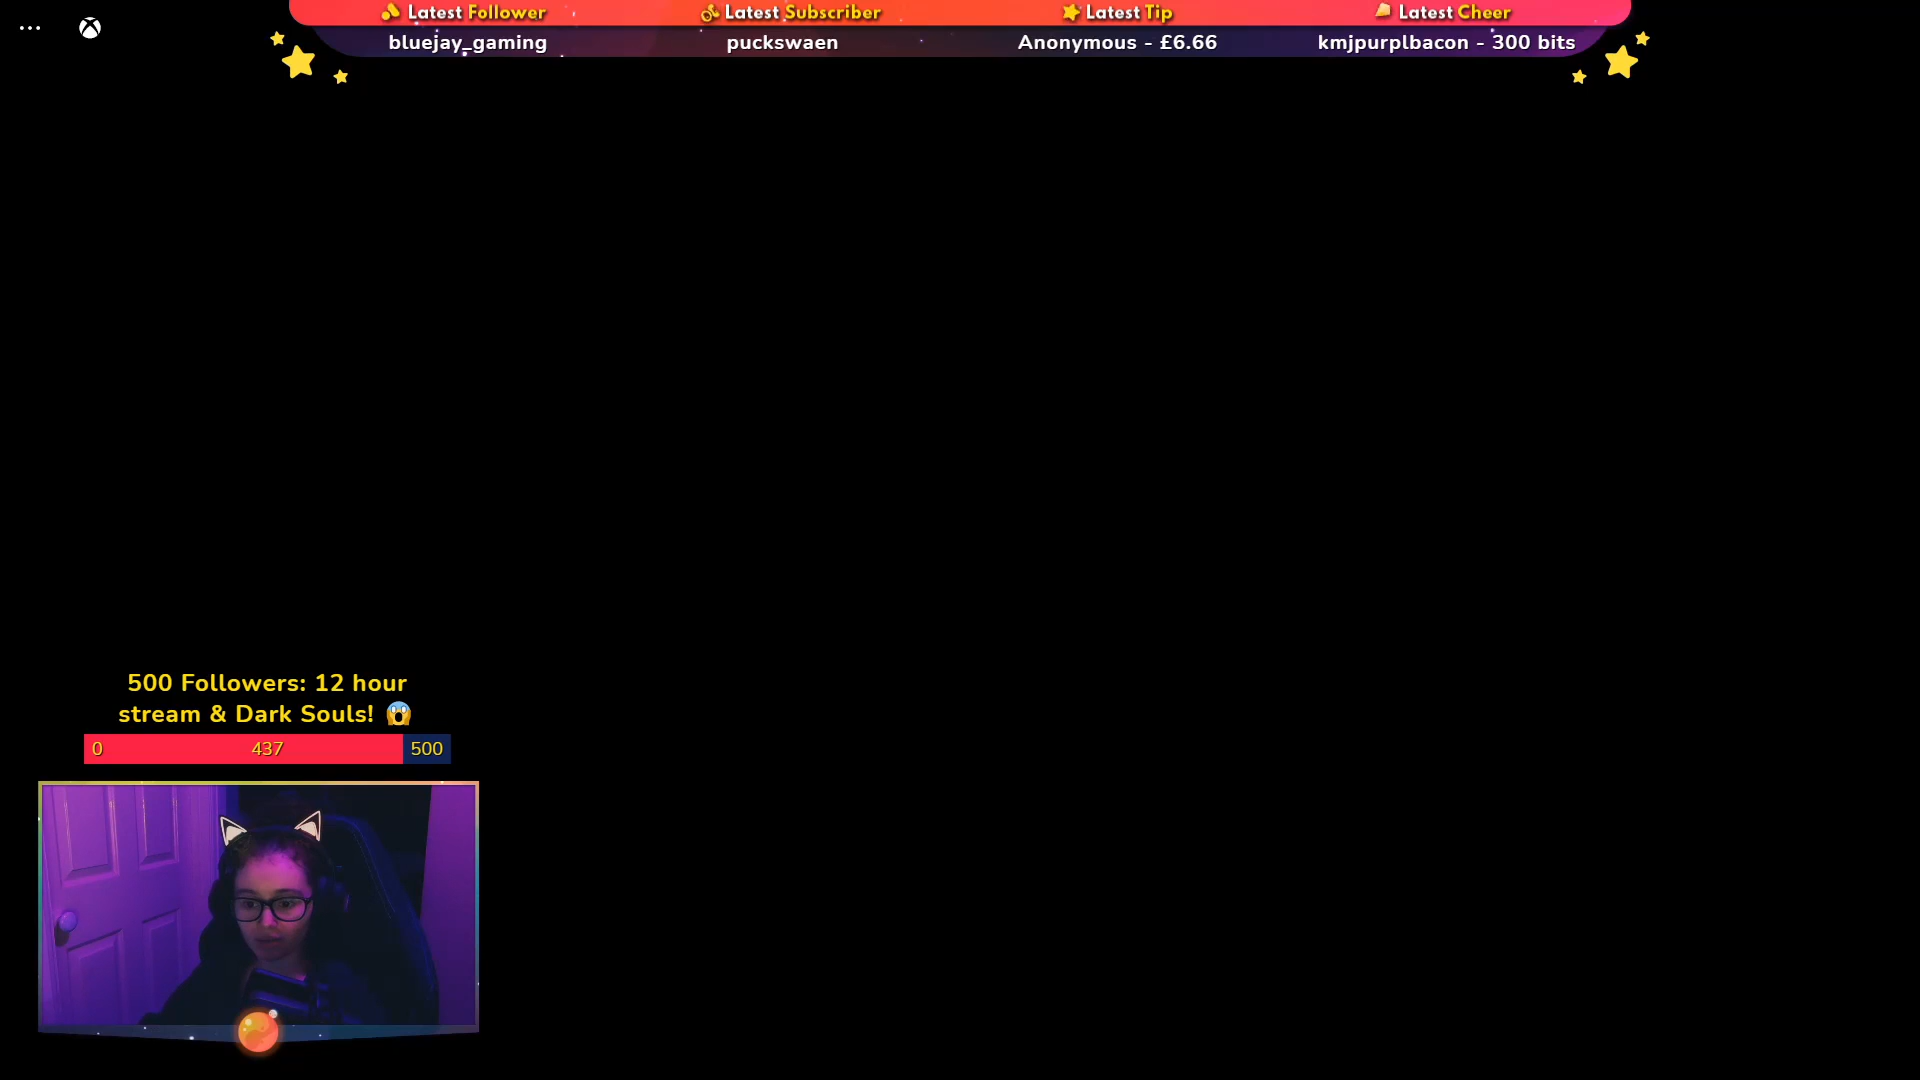 Latest Follower
bluejay_gaming
Latest Subscriber
puckswaen
Latest Tip
Anonymous - £6.66
Latest Cheer
kmjpurplbacon - 300 bits
500 Followers: 12 hour
stream & Dark Souls! 😱
0 437 500